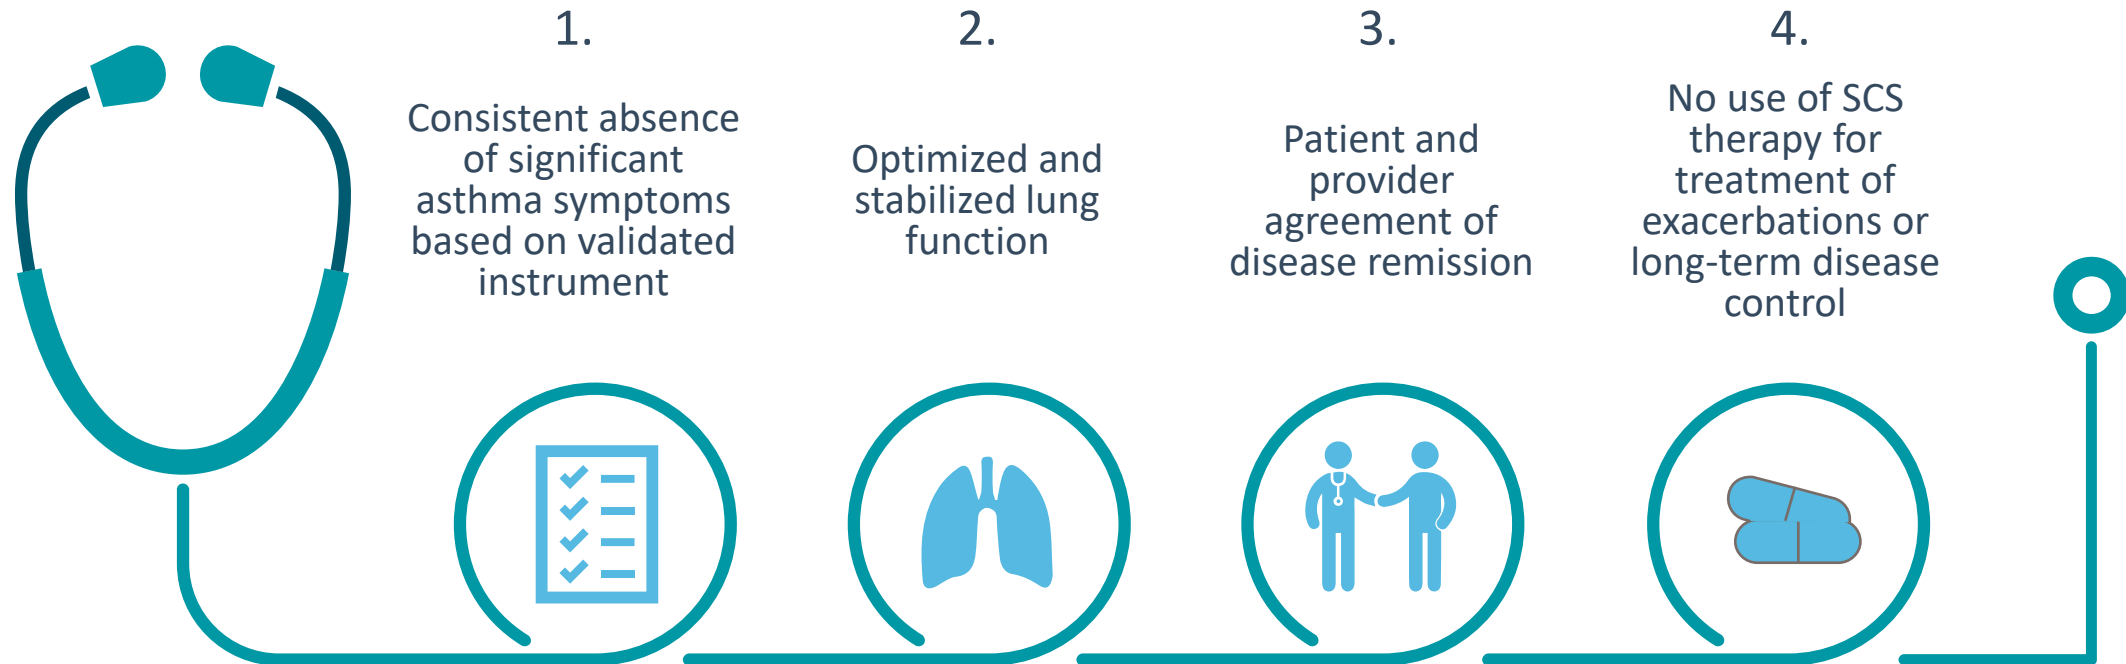 1.
Consistent absence
of significant
asthma symptoms
based on validated
instrument
2.
Optimized and
stabilized lung
function
3.
Patient and
provider
agreement of
disease remission
4.
No use of SCS
therapy for
treatment of
exacerbations or
long-term disease
control